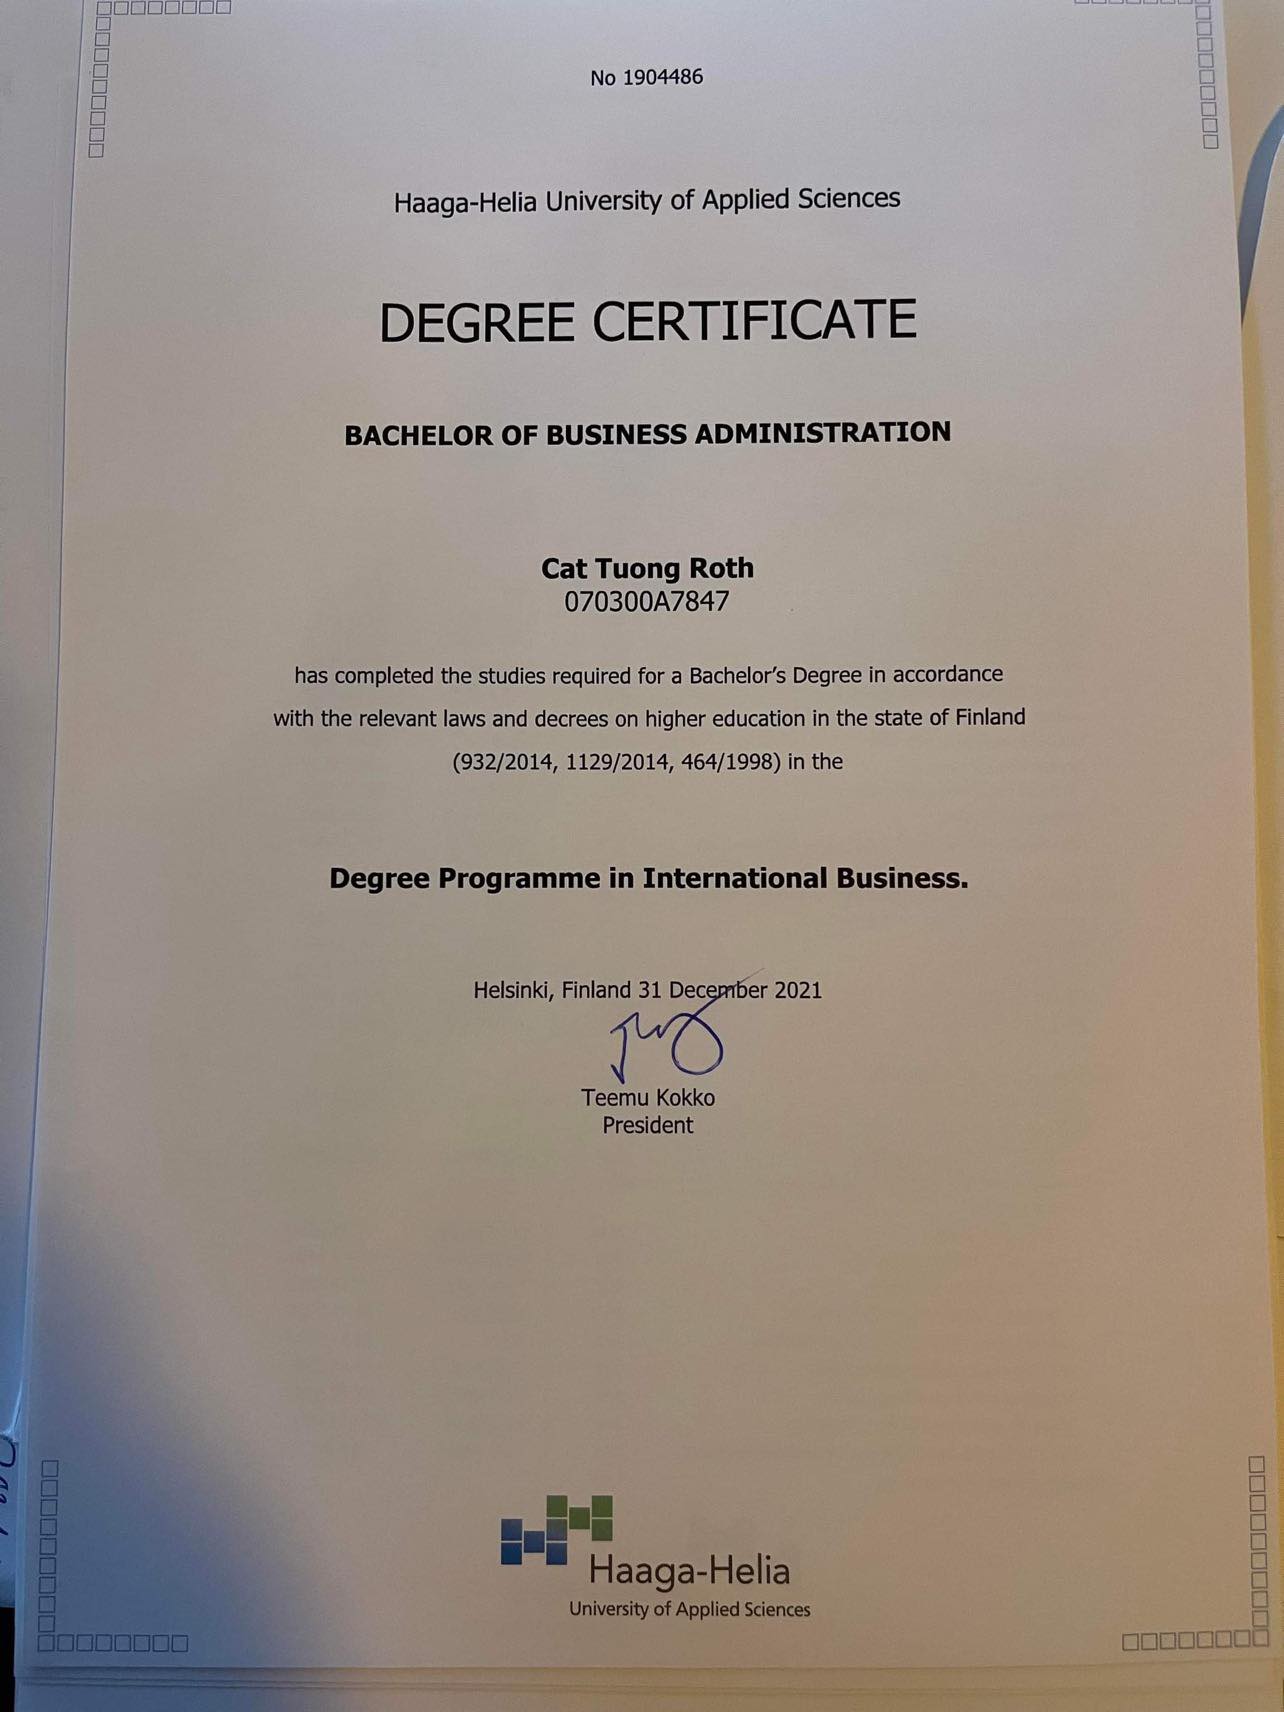 No 1904486
Haaga-Helia University of Applied Sciences
DEGREE CERTIFICATE
BACHELOR OF BUSINESS ADMINISTRATION
Cat Tuong Roth
070300A7847
has completed the studies required for a Bachelor's Degree in accordance
with the relevant laws and decrees on higher education in the state of Finland
(932/2014, 1129/2014, 464/1998) in the
Degree Programme in International Business.
Helsinki, Finland 31 December 2021
Teemu Kokko
President
Haaga-Helia
University of Applied Sciences